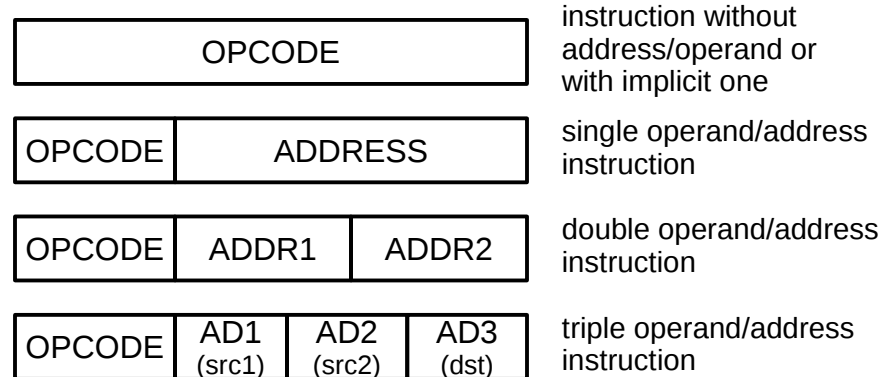 OPCODE
instruction without
address/operand or
with implicit one
OPCODE ADDRESS
single operand/address
instruction
OPCODE ADDR1 ADDR2
double operand/address
instruction
OPCODE AD1 (src1) AD2 (src2) AD3 (dst)
triple operand/address
instruction